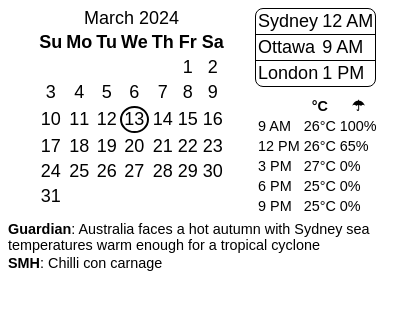 March 2024
Su Mo Tu We Th Fr Sa
1 2
3 4 5 6 7 8 9
10 11 12 13 14 15 16
17 18 19 20 21 22 23
24 25 26 27 28 29 30
31
Sydney 12 AM
Ottawa 9 AM
London 1 PM
°C ☂
9 AM 26°C 100%
12 PM 26°C 65%
3 PM 27°C 0%
6 PM 25°C 0%
9 PM 25°C 0%
Guardian: Australia faces a hot autumn with Sydney sea
temperatures warm enough for a tropical cyclone
SMH: Chilli con carnage